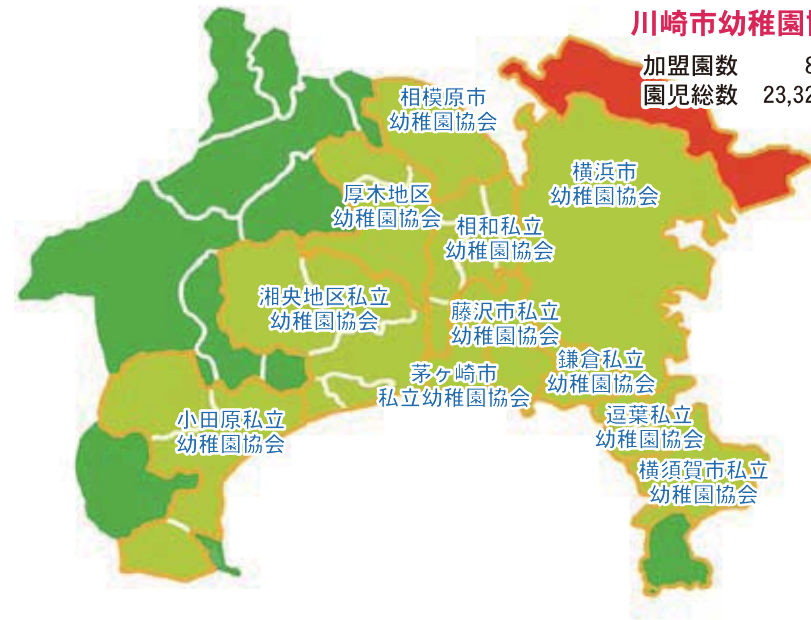 川崎市幼稚園
加盟園数 8
園児総数 23,32
相模原市
幼稚園協会
横浜市
幼稚園協会
厚木地区
幼稚園協会
相和私立
幼稚園協会
湘央地区私立
幼稚園協会
藤沢市私立
幼稚園協会
鎌倉私立
幼稚園協会
茅ヶ崎市
私立幼稚園協会
小田原私立
幼稚園協会
逗葉私立
幼稚園協会
横須賀市私立
幼稚園協会